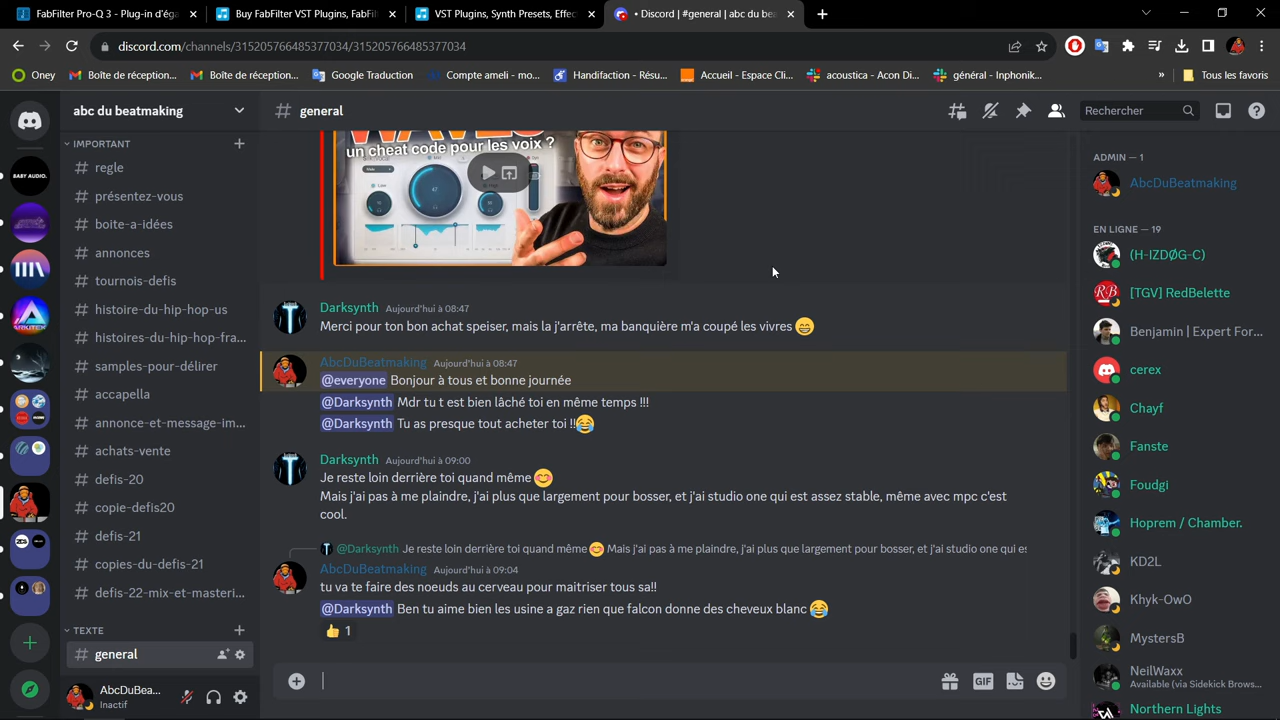 FabFilter Pro-Q 3 - Plug-in d'éga
Buy FabFilter VST Plugins, FabFil
VST Plugins, Synth Presets, Effec
• Discord | #general | abc du bea
discord.com/channels/315205766485377034/315205766485377034
Oney
Boîte de réception...
Boîte de réception...
Google Traduction
Compte ameli - mo...
Handifaction - Résu...
Accueil - Espace Cli...
acoustica - Acon Di...
général - Inphonik...
»
Tous les favoris
abc du beatmaking
general
Rechercher
IMPORTANT
regle
présentez-vous
boite-a-idées
annonces
tournois-defis
histoire-du-hip-hop-us
histoires-du-hip-hop-fra...
samples-pour-délirer
accapella
annonce-et-message-im...
achats-vente
defis-20
copie-defis20
defis-21
copies-du-defis-21
defis-22-mix-et-masteri...
TEXTE
general
AbcDuBea...
Inactif
BABY AUDIO.
ARKITEX
WAVES
un cheat code pour les voix ?
Darksynth Aujourd'hui à 08:47
Merci pour ton bon achat speiser, mais la j'arrête, ma banquière m'a coupé les vivres 😁
AbcDuBeatmaking Aujourd'hui à 08:47
@everyone Bonjour à tous et bonne journée
@Darksynth Mdr tu t est bien lâché toi en même temps !!!
@Darksynth Tu as presque tout acheter toi !!😂
Darksynth Aujourd'hui à 09:00
Je reste loin derrière toi quand même 😊
Mais j'ai pas à me plaindre, j'ai plus que largement pour bosser, et j'ai studio one qui est assez stable, même avec mpc c'est
cool.
@Darksynth Je reste loin derrière toi quand même 😊 Mais j'ai pas à me plaindre, j'ai plus que largement pour bosser, et j'ai studio one qui es
AbcDuBeatmaking Aujourd'hui à 09:04
tu va te faire des noeuds au cerveau pour maitriser tous sa!!
@Darksynth Ben tu aime bien les usine a gaz rien que falcon donne des cheveux blanc 😂
👍 1
GIF
ADMIN — 1
AbcDuBeatmaking
EN LIGNE — 19
(H-IZDØG-C)
[TGV] RedBelette
Benjamin | Expert For...
cerex
Chayf
Fanste
Foudgi
Hoprem / Chamber.
KD2L
Khyk-OwO
MystersB
NeilWaxx
Available (via Sidekick Brows...
Northern Lights